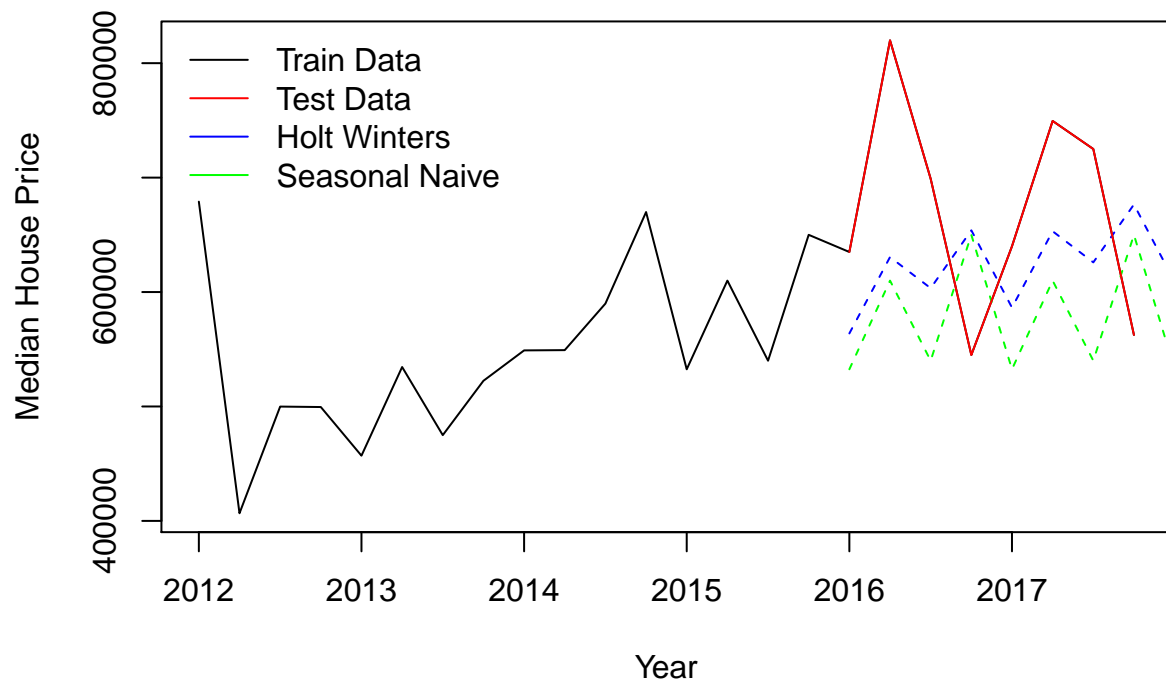 Median House Price
800000
600000
400000
Train Data
Test Data
Holt Winters
Seasonal Naive
2012 2013 2014 2015 2016 2017
Year